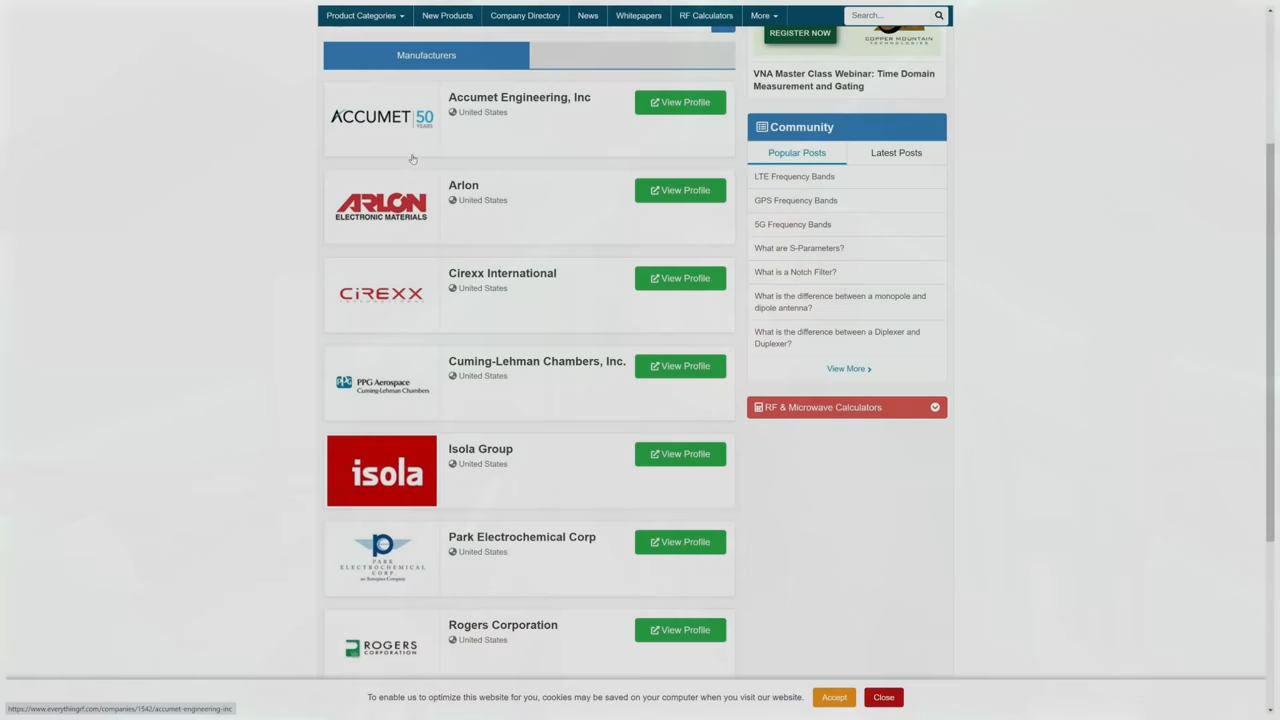 Product Categories
New Products
Company Directory
News
Whitepapers
RF Calculators
More
Search...
REGISTER NOW
COPPER MOUNTAIN
TECHNOLOGIES
VNA Master Class Webinar: Time Domain
Measurement and Gating
Manufacturers
ACCUMET 50
YEARS
Accumet Engineering, Inc
United States
View Profile
ARLON
ELECTRONIC MATERIALS
Arlon
United States
View Profile
CiREXX
INTERNATIONAL
Cirexx International
United States
View Profile
PPG PPG Aerospace
Cuming-Lehman Chambers
Cuming-Lehman Chambers, Inc.
United States
View Profile
isola
Isola Group
United States
View Profile
P
PARK
ELECTROCHEMICAL
CORP.
Park Electrochemical Corp
United States
View Profile
ROGERS
CORPORATION
Rogers Corporation
United States
View Profile
Community
Popular Posts
Latest Posts
LTE Frequency Bands
GPS Frequency Bands
5G Frequency Bands
What are S-Parameters?
What is a Notch Filter?
What is the difference between a monopole and
dipole antenna?
What is the difference between a Diplexer and
Duplexer?
View More
RF & Microwave Calculators
To enable us to optimize this website for you, cookies may be saved on your computer when you visit our website.
Accept
Close
https://www.everythingrf.com/companies/1542/accumet-engineering-inc